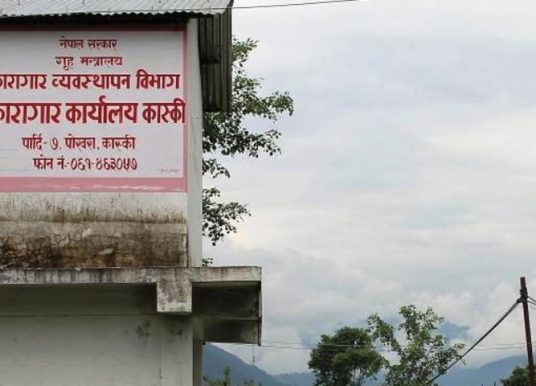 नेपाल सरकार
गृह मन्त्रालय
कारागार व्यवस्थापन विभाग
कारागार कार्यालय कास्की
पार्दि- ७, पोखरा, कास्की
फोन नं.-०६१-४६३०५७